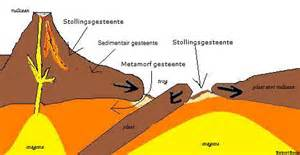 vulkaan
Stollingsgesteente
Sedimentair gesteente
Stollingsgesteente
Metamorf gesteente
trog
plaat
magma
magma